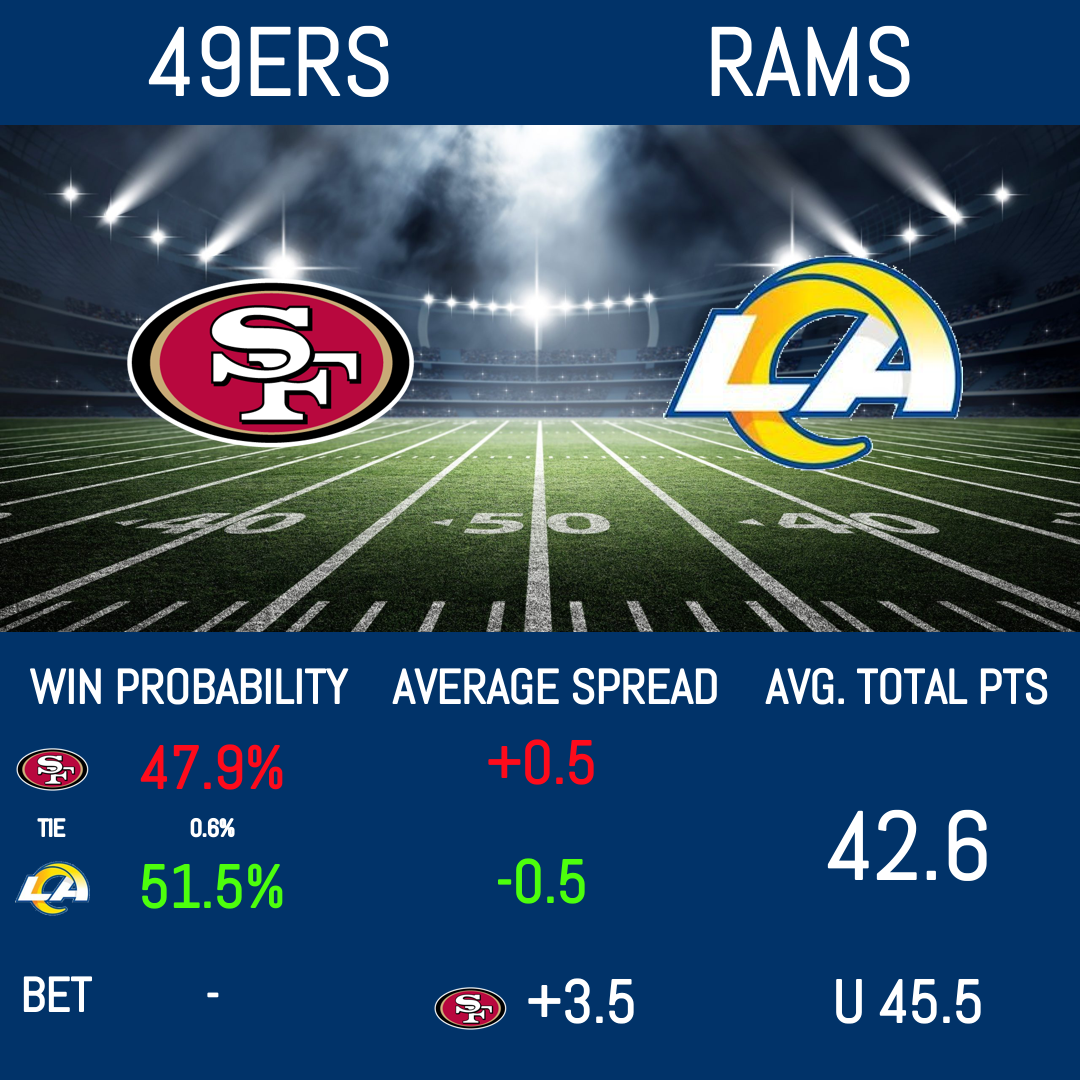 49ERS RAMS
SF LA
40 50 40
WIN PROBABILITY AVERAGE SPREAD AVG. TOTAL PTS
SF 47.9% +0.5
TIE 0.6%
42.6
LA 51.5% -0.5
BET - SF +3.5 U 45.5